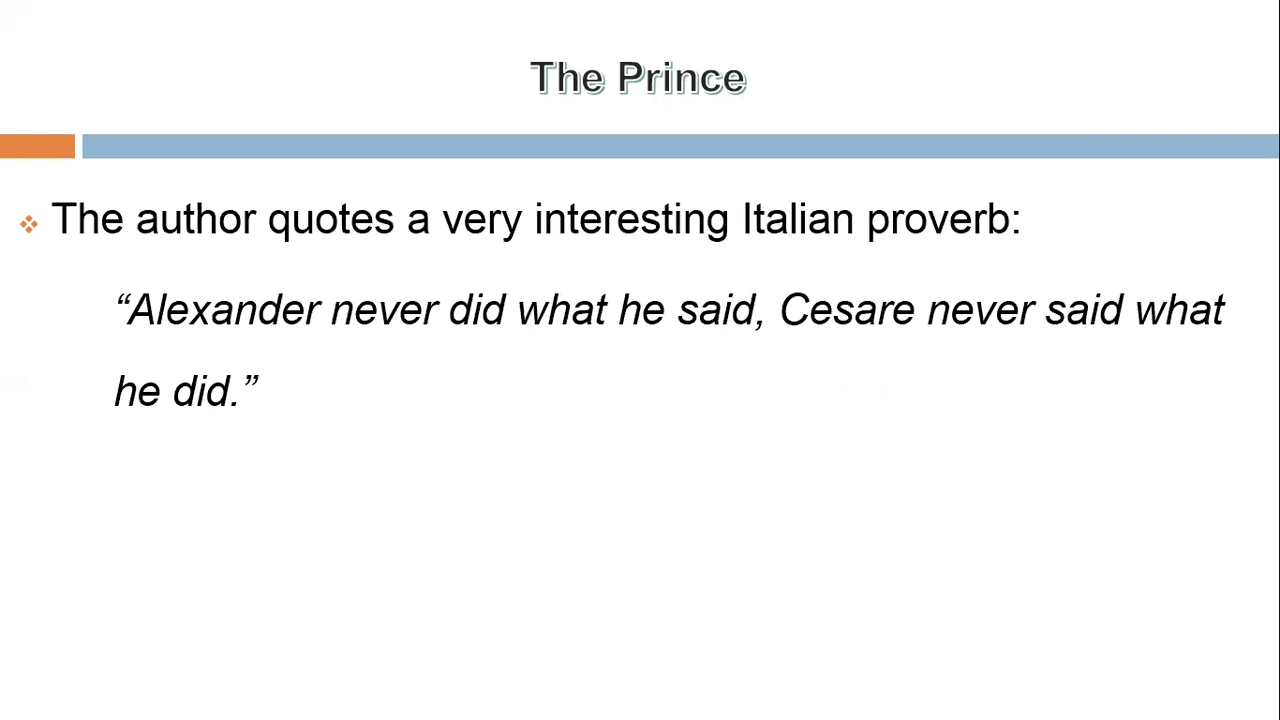 The Prince
The author quotes a very interesting Italian proverb:
“Alexander never did what he said, Cesare never said what
he did.”